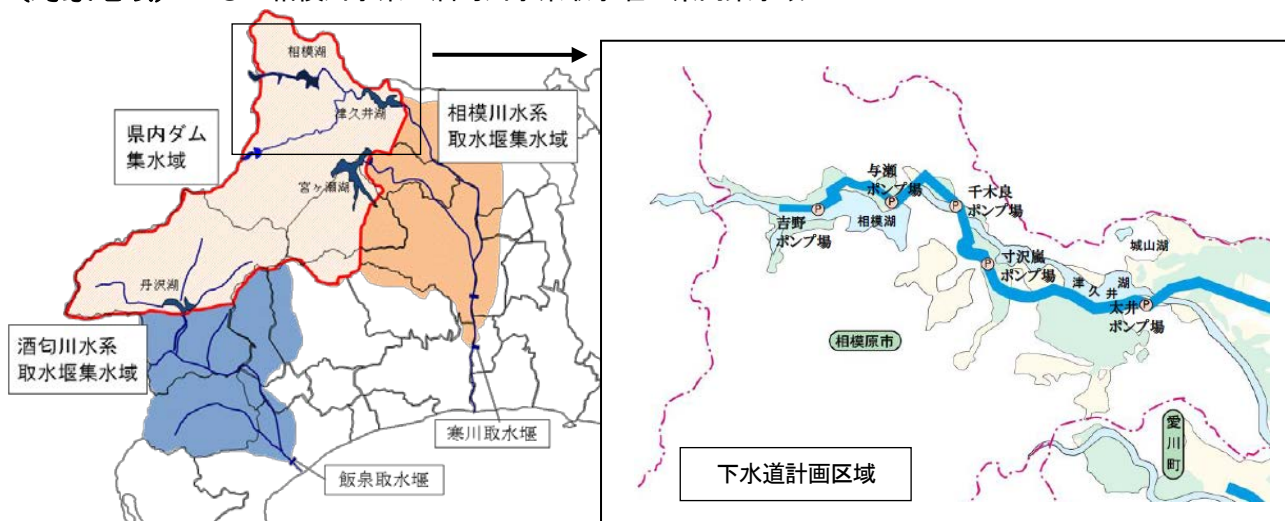 相模湖
津久井湖
県内ダム
集水域
相模川水系
取水堰集水域
宮ヶ瀬湖
丹沢湖
酒匂川水系
取水堰集水域
寒川取水堰
飯泉取水堰
与瀬
ポンプ場
千木良
ポンプ場
吉野
ポンプ場
相模湖
城山湖
寸沢嵐
ポンプ場
津久井湖
太井
ポンプ場
相模原市
愛川町
下水道計画区域
P
P
P
P
P